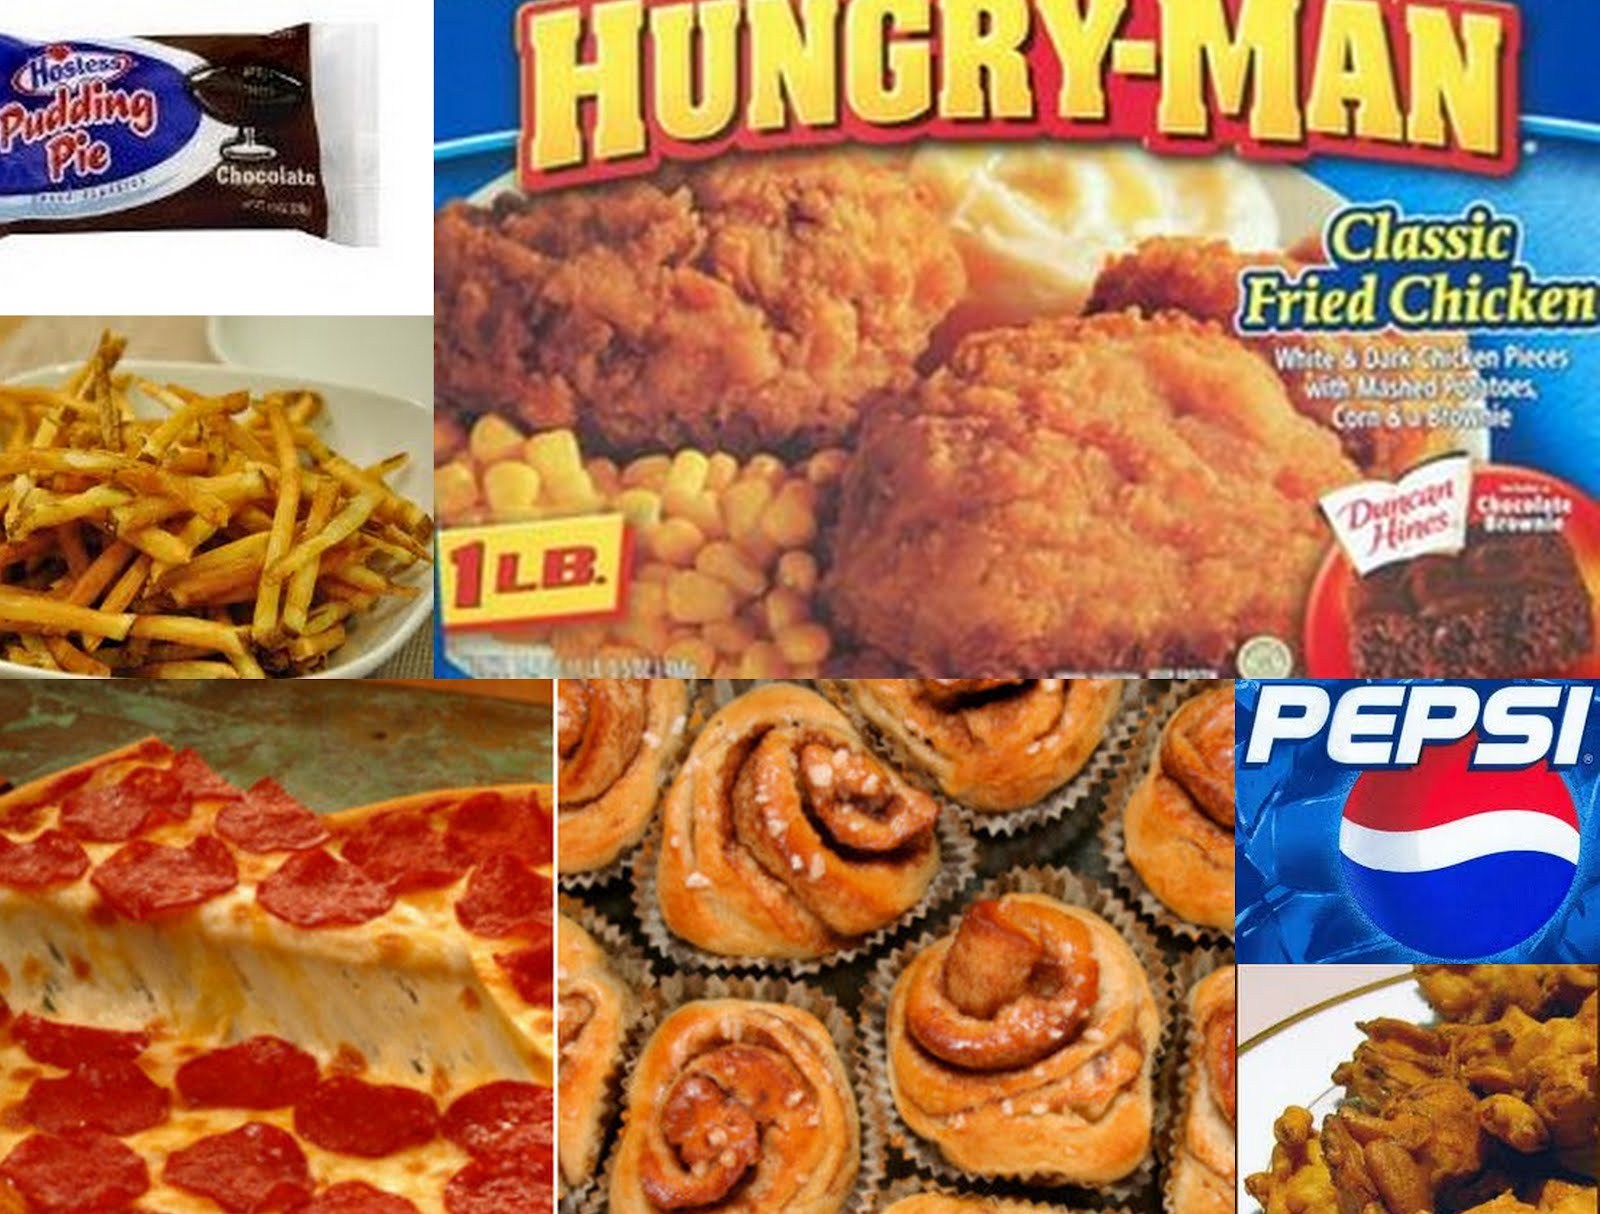 Hostess
Pudding
Pie
Chocolate
HUNGRY-MAN
Classic
Fried Chicken
White & Dark Chicken Pieces
with Mashed Potatoes,
Corn & a Brownie
Duncan
Hines
Chocolate
Brownie
1 LB.
PEPSI